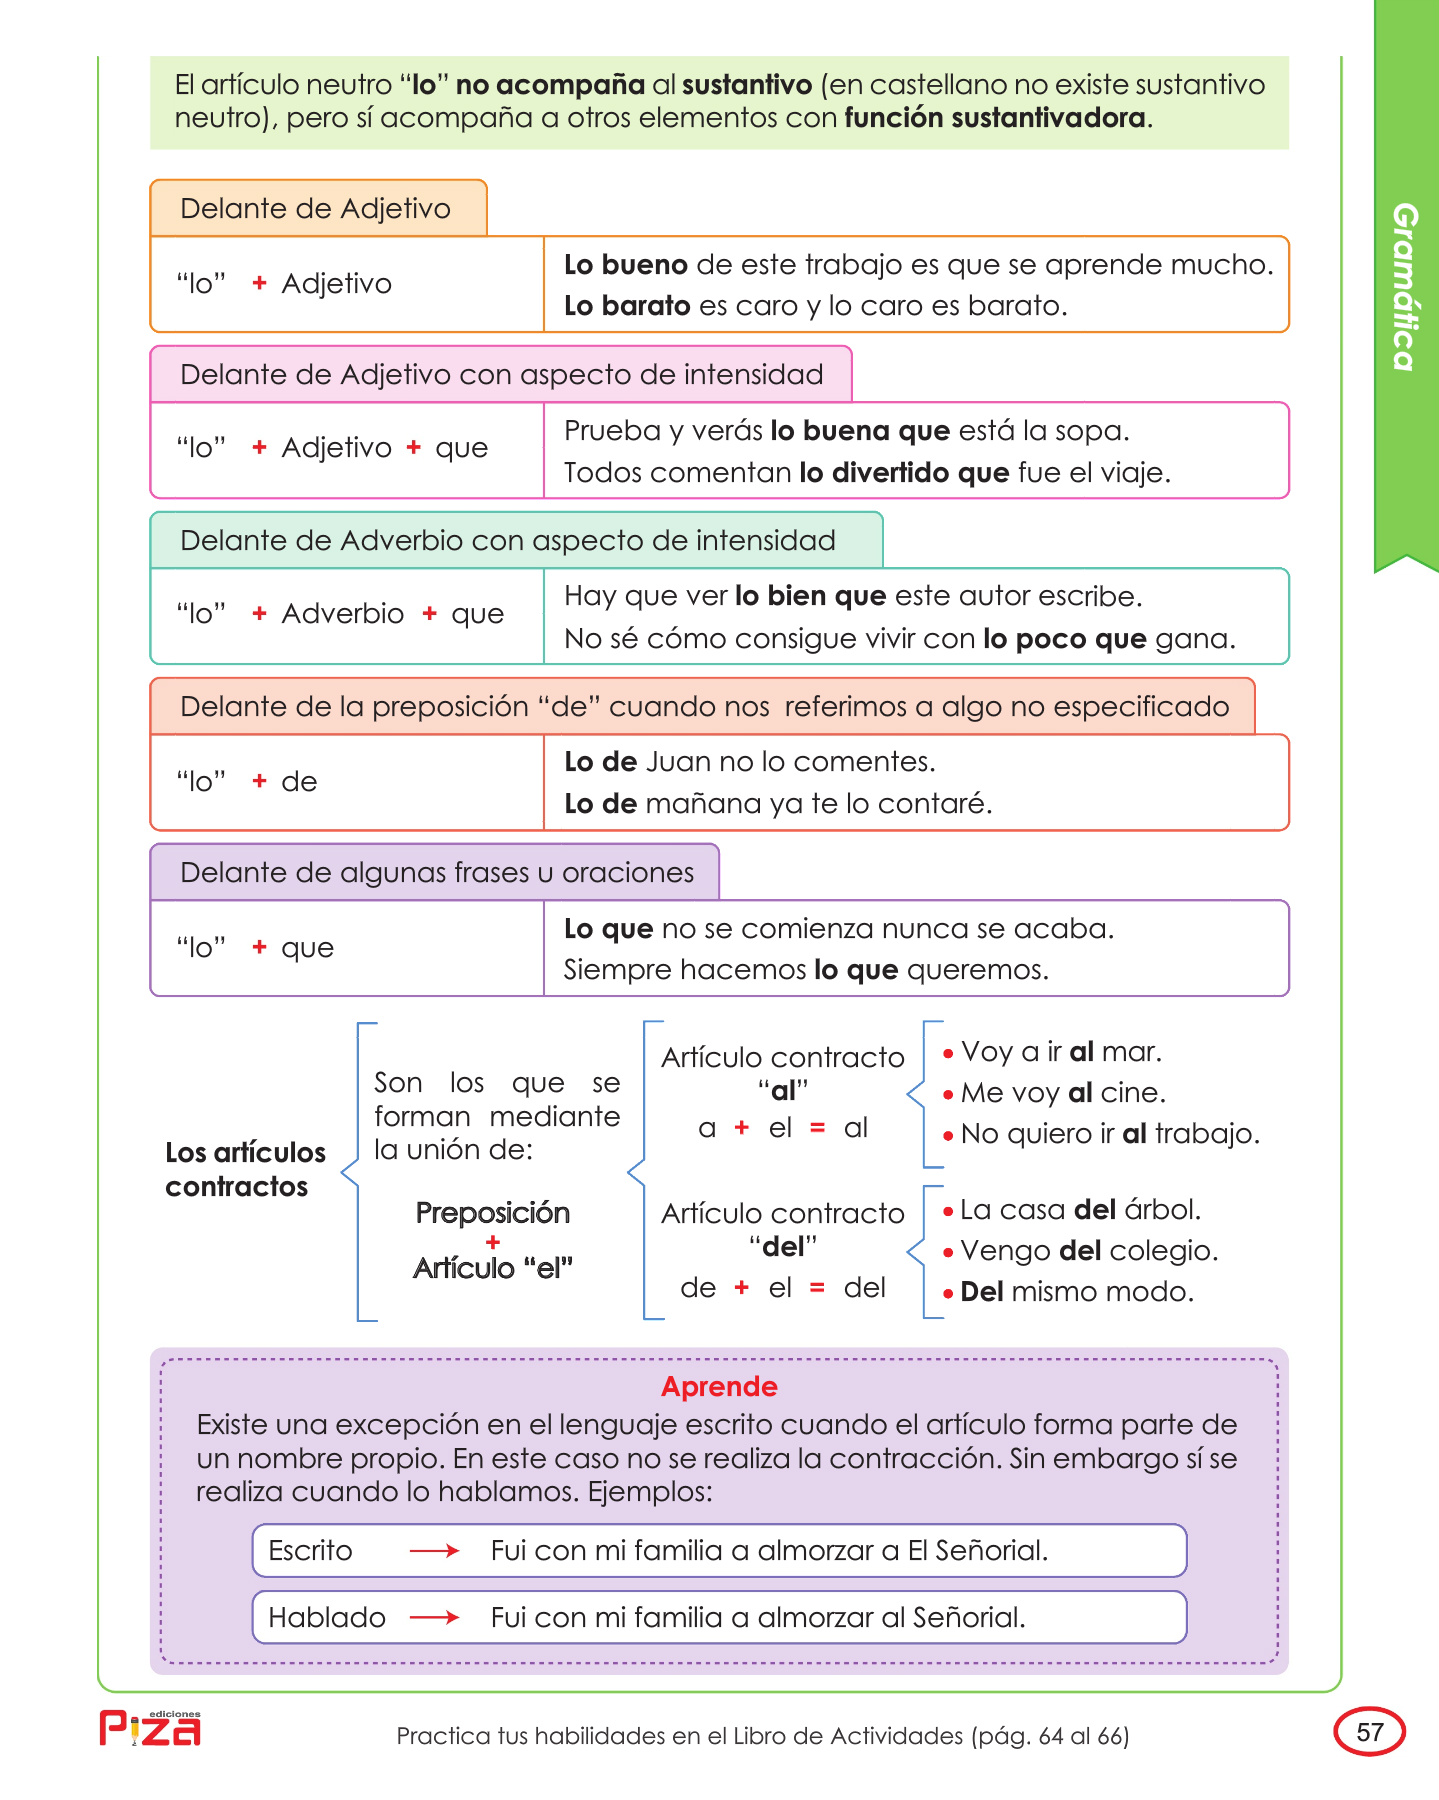 El artículo neutro “lo” no acompaña al sustantivo (en castellano no existe sustantivo
neutro), pero sí acompaña a otros elementos con función sustantivadora.
Gramática
Delante de Adjetivo
“lo” + Adjetivo
Lo bueno de este trabajo es que se aprende mucho.
Lo barato es caro y lo caro es barato.
Delante de Adjetivo con aspecto de intensidad
“lo” + Adjetivo + que
Prueba y verás lo buena que está la sopa.
Todos comentan lo divertido que fue el viaje.
Delante de Adverbio con aspecto de intensidad
“lo” + Adverbio + que
Hay que ver lo bien que este autor escribe.
No sé cómo consigue vivir con lo poco que gana.
Delante de la preposición “de” cuando nos referimos a algo no especificado
“lo” + de
Lo de Juan no lo comentes.
Lo de mañana ya te lo contaré.
Delante de algunas frases u oraciones
“lo” + que
Lo que no se comienza nunca se acaba.
Siempre hacemos lo que queremos.
Los artículos
contractos
Son los que se
forman mediante
la unión de:
Preposición
+
Artículo “el”
Artículo contracto
“al”
a + el = al
• Voy a ir al mar.
• Me voy al cine.
• No quiero ir al trabajo.
Artículo contracto
“del”
de + el = del
• La casa del árbol.
• Vengo del colegio.
• Del mismo modo.
Aprende
Existe una excepción en el lenguaje escrito cuando el artículo forma parte de
un nombre propio. En este caso no se realiza la contracción. Sin embargo sí se
realiza cuando lo hablamos. Ejemplos:
Escrito → Fui con mi familia a almorzar a El Señorial.
Hablado → Fui con mi familia a almorzar al Señorial.
ediciones
Piza
Practica tus habilidades en el Libro de Actividades (pág. 64 al 66)
57